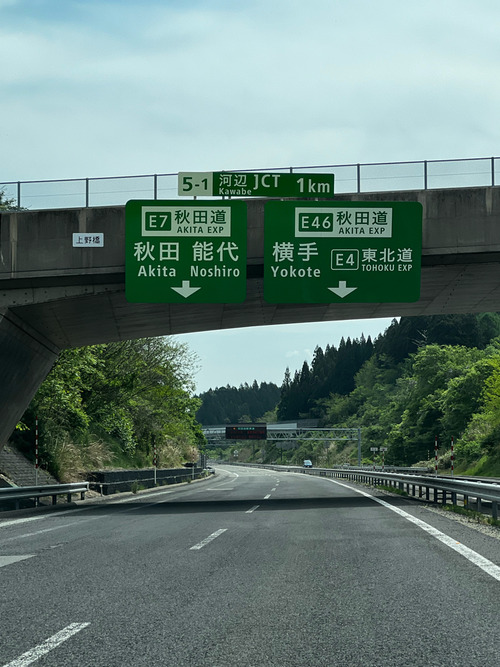 5-1 河辺 JCT 1km
Kawabe
E7 秋田道
AKITA EXP
秋田 能代
Akita Noshiro
E46 秋田道
AKITA EXP
横手 E4 東北道
Yokote TOHOKU EXP
上野橋